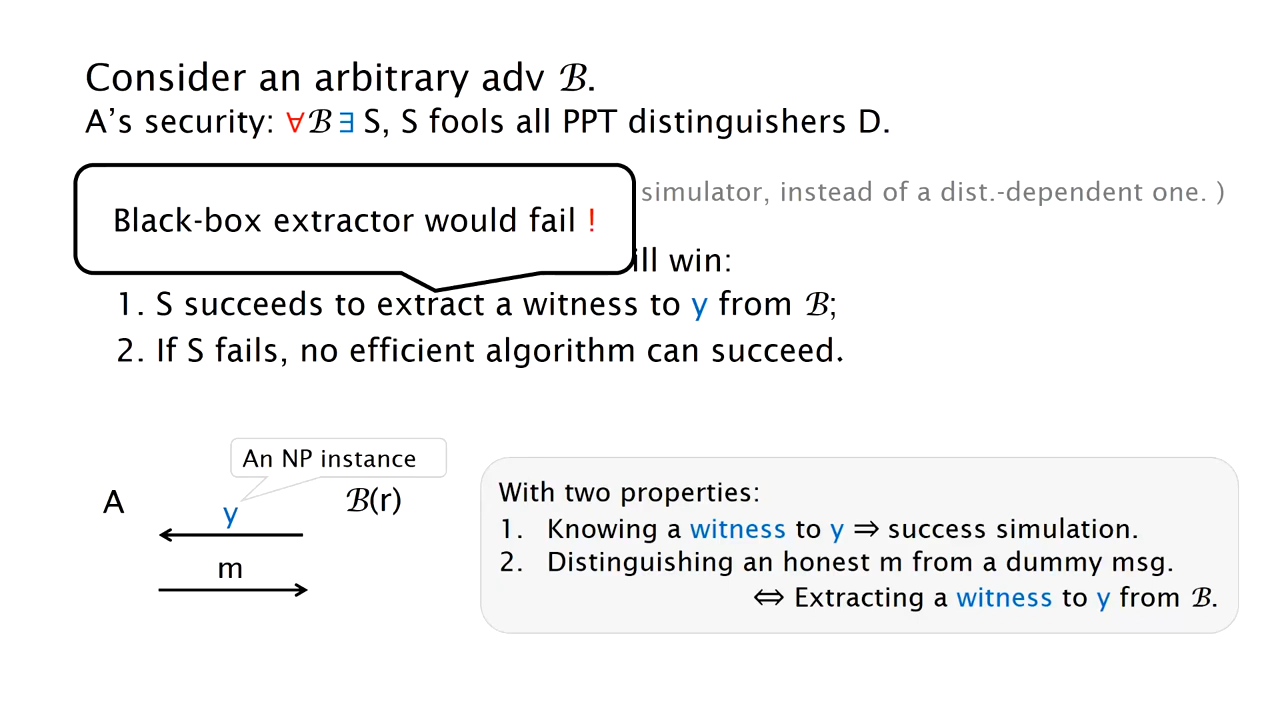 Consider an arbitrary adv ℬ.
A's security: ∀ℬ ∃ S, S fools all PPT distinguishers D.
simulator, instead of a dist.-dependent one. )
Black-box extractor would fail !
ill win:
1. S succeeds to extract a witness to y from ℬ;
2. If S fails, no efficient algorithm can succeed.
An NP instance
A
ℬ(r)
y
m
With two properties:
1. Knowing a witness to y ⇒ success simulation.
2. Distinguishing an honest m from a dummy msg.
⇔ Extracting a witness to y from ℬ.